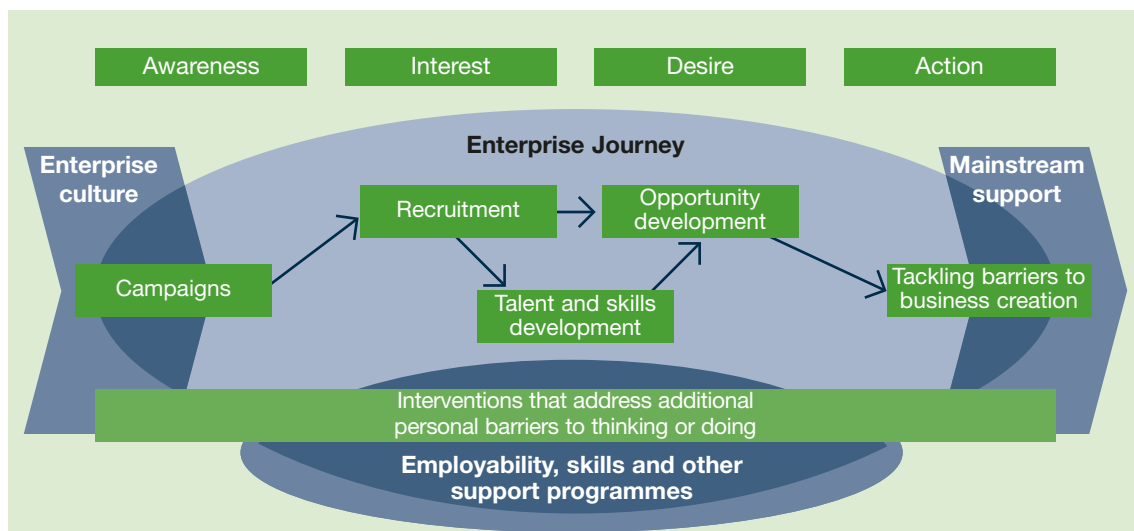 Awareness
Interest
Desire
Action
Enterprise Journey
Enterprise
culture
Mainstream
support
Recruitment
Opportunity
development
Campaigns
Talent and skills
development
Tackling barriers to
business creation
Interventions that address additional
personal barriers to thinking or doing
Employability, skills and other
support programmes